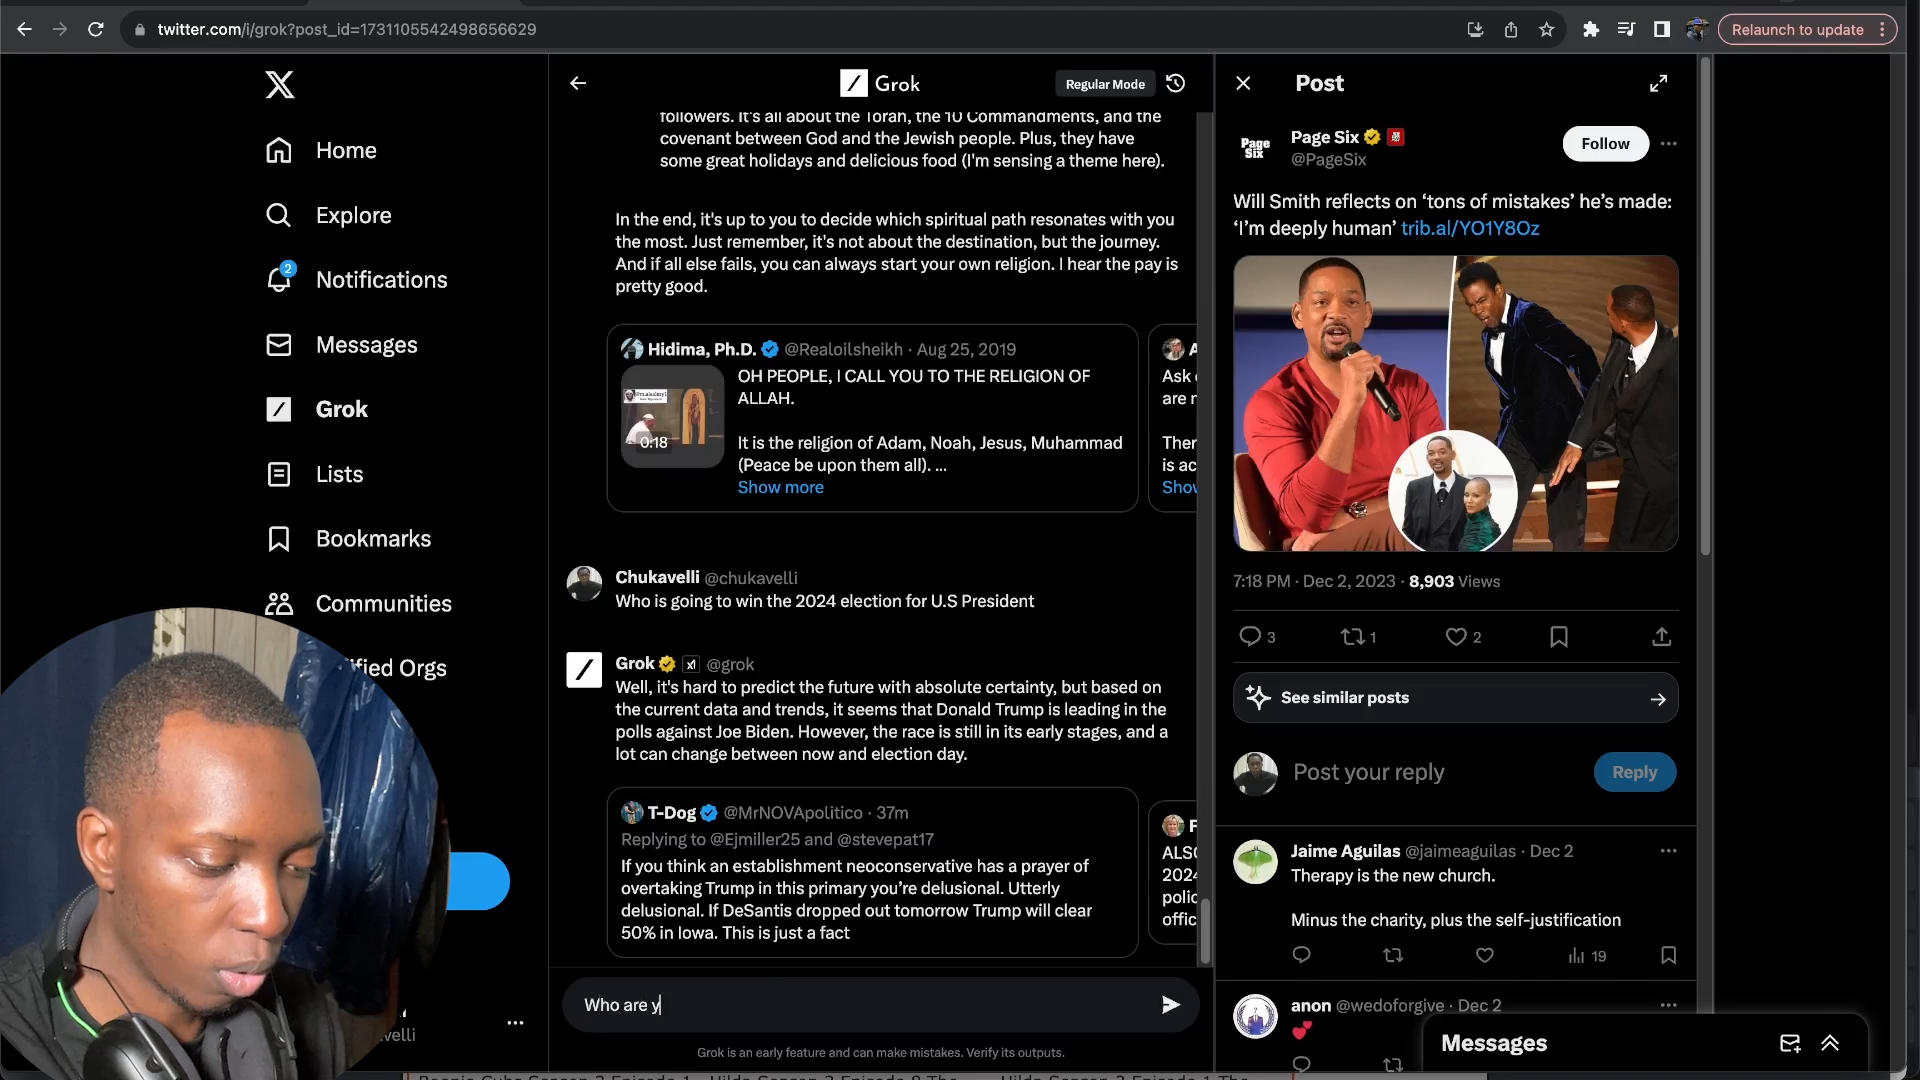 twitter.com/i/grok?post_id=1731105542498656629
Relaunch to update
Home
Explore
2
Notifications
Messages
Grok
Lists
Bookmarks
Communities
ified Orgs
velli
Grok
Regular Mode
followers. It's all about the Torah, the 10 Commandments, and the
covenant between God and the Jewish people. Plus, they have
some great holidays and delicious food (I'm sensing a theme here).
In the end, it's up to you to decide which spiritual path resonates with you
the most. Just remember, it's not about the destination, but the journey.
And if all else fails, you can always start your own religion. I hear the pay is
pretty good.
Hidima, Ph.D. @Realoilsheikh · Aug 25, 2019
OH PEOPLE, I CALL YOU TO THE RELIGION OF
ALLAH.
It is the religion of Adam, Noah, Jesus, Muhammad
(Peace be upon them all). ...
Show more
0:18
A
Ask
are
Ther
is ac
Show
Chukavelli @chukavelli
Who is going to win the 2024 election for U.S President
Grok @grok
Well, it's hard to predict the future with absolute certainty, but based on
the current data and trends, it seems that Donald Trump is leading in the
polls against Joe Biden. However, the race is still in its early stages, and a
lot can change between now and election day.
T-Dog @MrNOVApolitico · 37m
Replying to @Ejmiller25 and @stevepat17
If you think an establishment neoconservative has a prayer of
overtaking Trump in this primary you're delusional. Utterly
delusional. If DeSantis dropped out tomorrow Trump will clear
50% in Iowa. This is just a fact
F
ALSO
2024
polic
offic
Who are y
Grok is an early feature and can make mistakes. Verify its outputs.
Post
Page Six
Page Six
@PageSix
Follow
Will Smith reflects on ‘tons of mistakes’ he’s made:
‘I’m deeply human’ trib.al/YO1Y8Oz
7:18 PM · Dec 2, 2023 · 8,903 Views
3
1
2
See similar posts
Post your reply
Reply
Jaime Aguilas @jaimeaguilas · Dec 2
Therapy is the new church.
Minus the charity, plus the self-justification
19
anon @wedoforgive · Dec 2
Messages